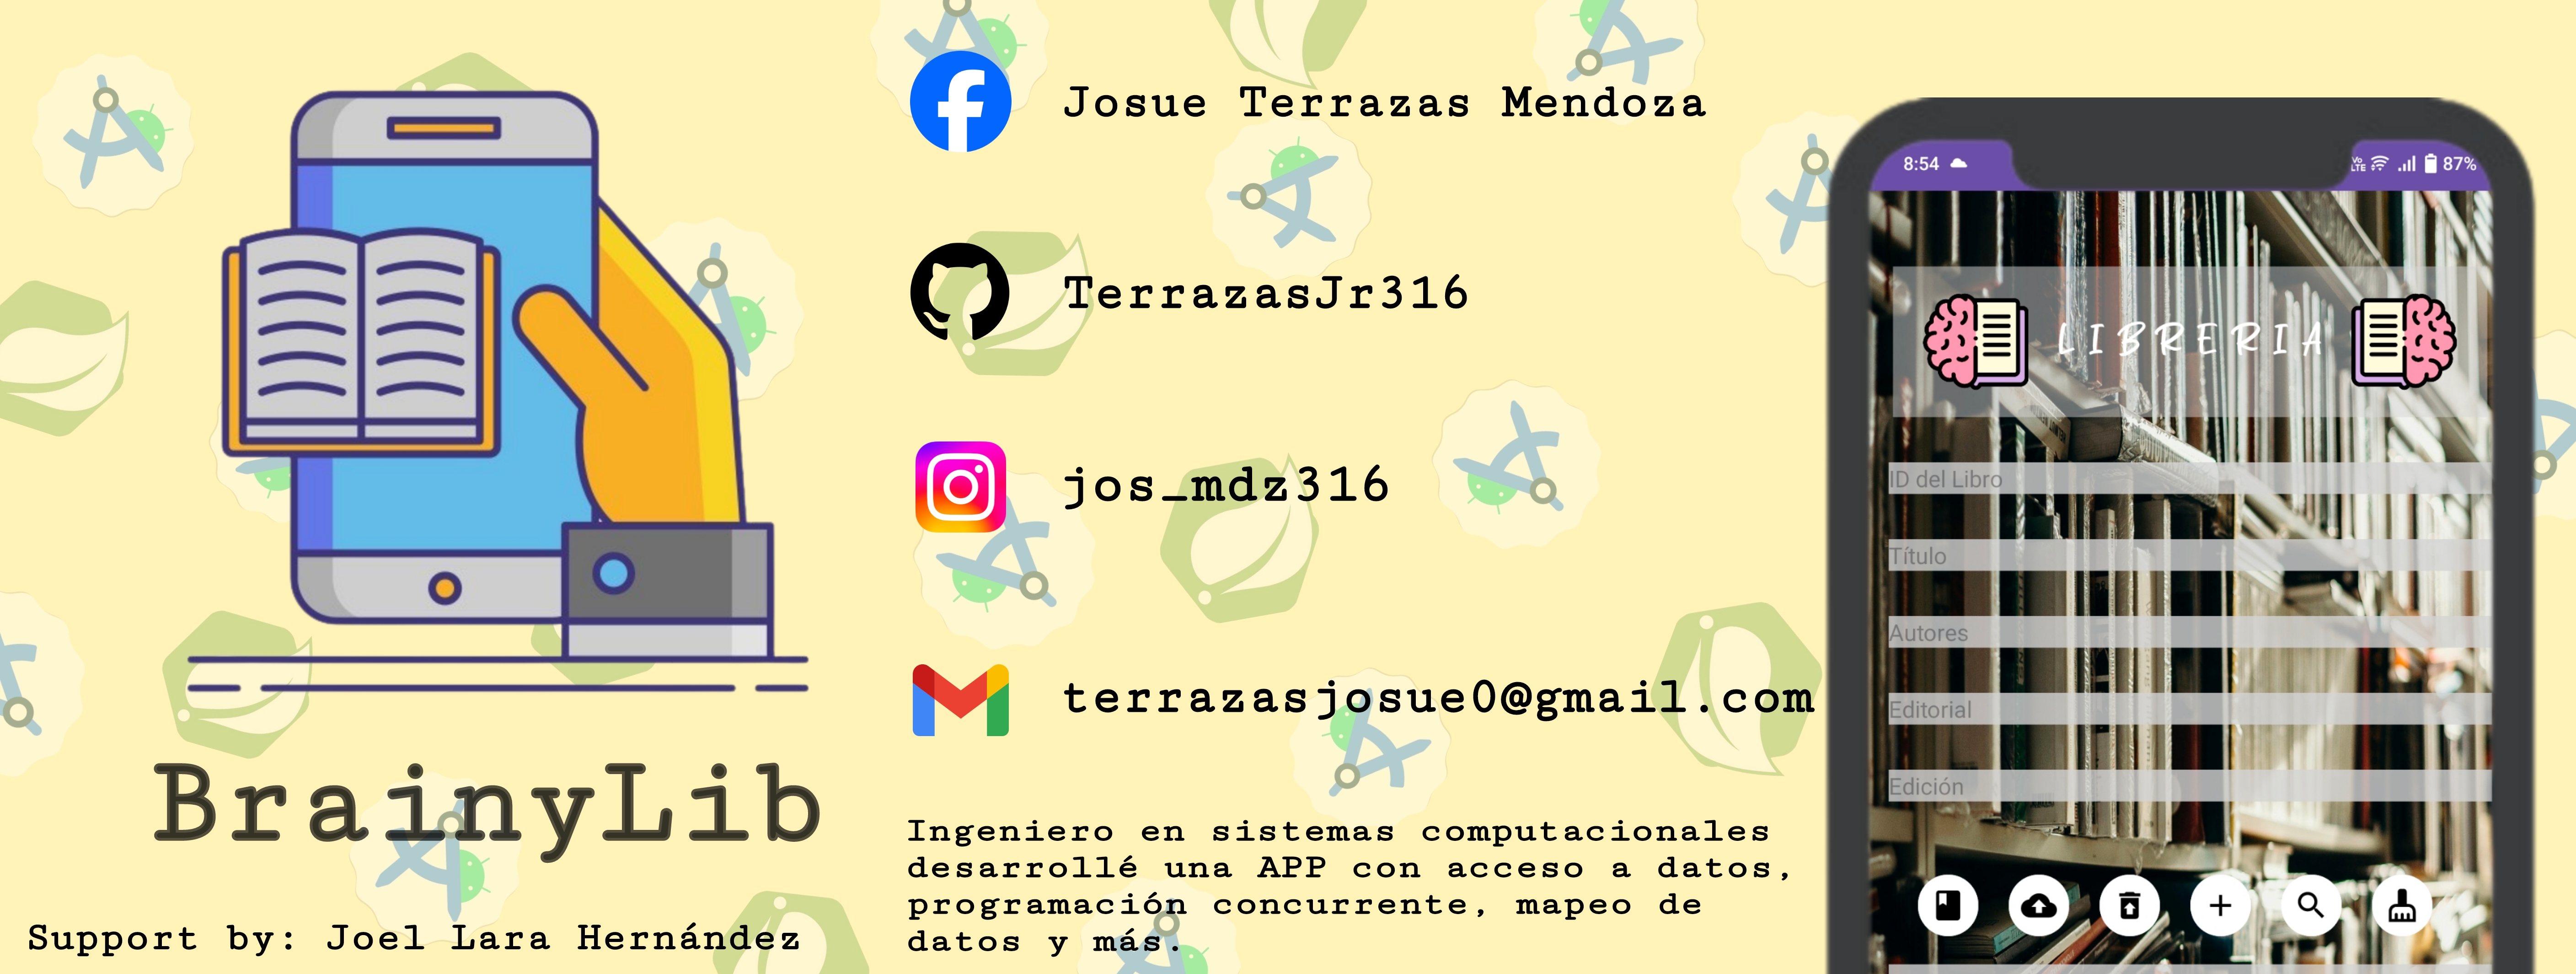 BrainyLib
Support by: Joel Lara Hernández
Josue Terrazas Mendoza
TerrazasJr316
jos_mdz316
terrazasjosue0@gmail.com
Ingeniero en sistemas computacionales
desarrollé una APP con acceso a datos,
programación concurrente, mapeo de
datos y más.
8:54
Vo LTE 87%
LIBRERIA
ID del Libro
Título
Autores
Editorial
Edición